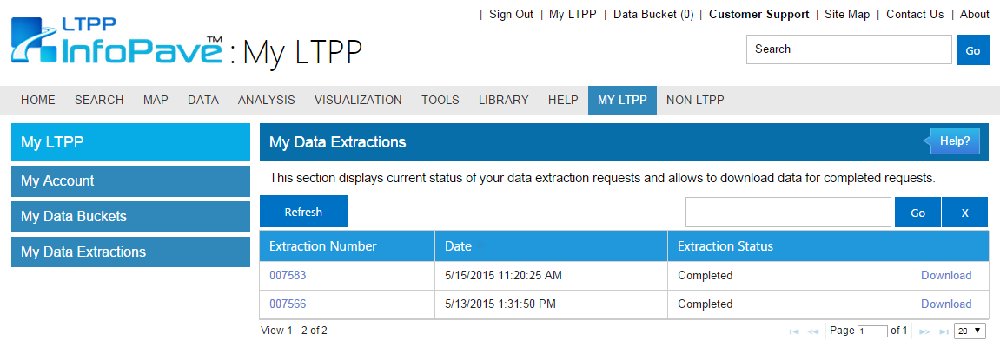 | Sign Out | My LTPP | Data Bucket (0) | Customer Support | Site Map | Contact Us | About
LTPP
InfoPave™ : My LTPP
Search Go
HOME SEARCH MAP DATA ANALYSIS VISUALIZATION TOOLS LIBRARY HELP MY LTPP NON-LTPP
My LTPP
My Account
My Data Buckets
My Data Extractions
My Data Extractions Help?
This section displays current status of your data extraction requests and allows to download data for completed requests.
Refresh Go X
Extraction Number Date Extraction Status
007583 5/15/2015 11:20:25 AM Completed Download
007566 5/13/2015 1:31:50 PM Completed Download
View 1 - 2 of 2 Page 1 of 1 20